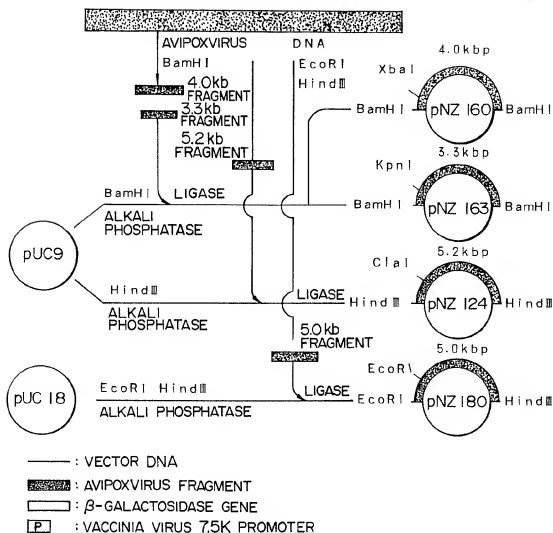 AVIPOXVIRUS DNA
BamHI
EcoRI
HindⅢ
4.0kb
FRAGMENT
3.3kb
FRAGMENT
5.2kb
FRAGMENT
4.0kbp
XbaI
BamHI
pNZ 160
BamHI
3.3kbp
KpnI
BamHI
LIGASE
ALKALI
PHOSPHATASE
BamHI
pNZ 163
BamHI
pUC9
5.2kbp
ClaI
HindⅢ
LIGASE
ALKALI
PHOSPHATASE
HindⅢ
pNZ 124
HindⅢ
5.0kb
FRAGMENT
5.0kbp
EcoRV
pUC 18
EcoRI HindⅢ
ALKALI PHOSPHATASE
LIGASE
EcoRI
pNZ 180
HindⅢ
: VECTOR DNA
: AVIPOXVIRUS FRAGMENT
: β-GALACTOSIDASE GENE
P : VACCINIA VIRUS 7.5K PROMOTER